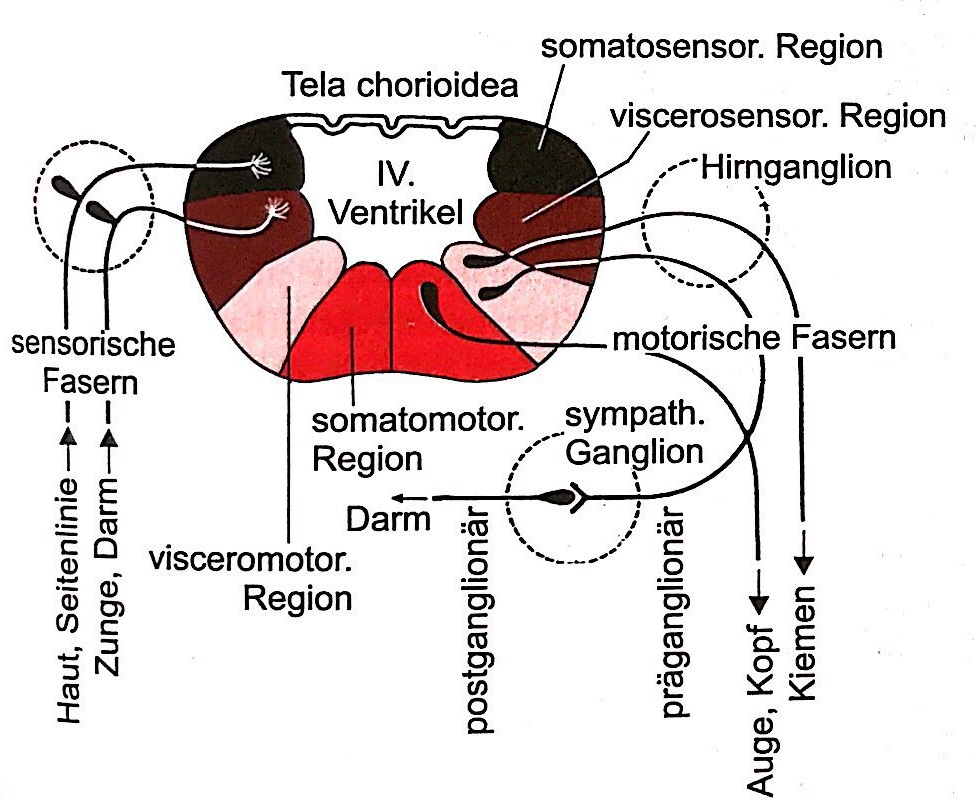 somatosensor. Region
Tela chorioidea
viscerosensor. Region
Hirnganglion
IV.
Ventrikel
sensorische
Fasern
motorische Fasern
somatomotor.
Region
sympath.
Ganglion
Darm
visceromotor.
Region
Haut, Seitenlinie
Zunge, Darm
postganglionär
präganglionär
Auge, Kopf
Kiemen